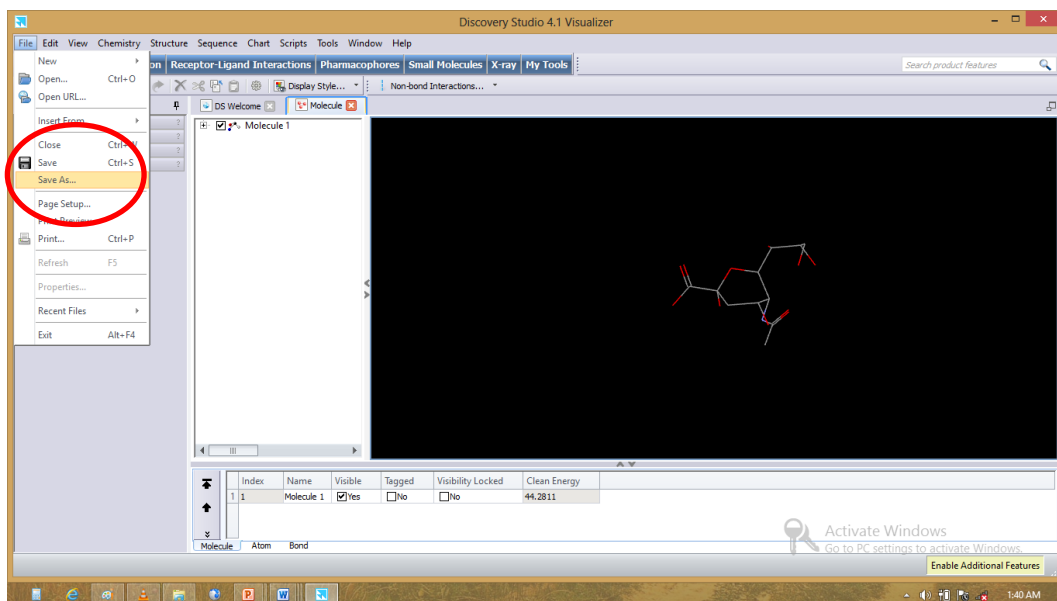 Discovery Studio 4.1 Visualizer
File Edit View Chemistry Structure Sequence Chart Scripts Tools Window Help
on Receptor-Ligand Interactions Pharmacophores Small Molecules X-ray My Tools Search product features
Display Style... Non-bond Interactions...
DS Welcome Molecule
New
Open... Ctrl+O
Open URL...
Insert From
Close Ctrl+W
Save Ctrl+S
Save As...
Page Setup...
Print Preview
Print... Ctrl+P
Refresh F5
Properties...
Recent Files
Exit Alt+F4
? 
?
?
?
Molecule 1
Index Name Visible Tagged Visibility Locked Clean Energy
1 1 Molecule 1 Yes No No 44.2811
Molecule Atom Bond
Activate Windows
Go to PC settings to activate Windows.
Enable Additional Features
1:40 AM